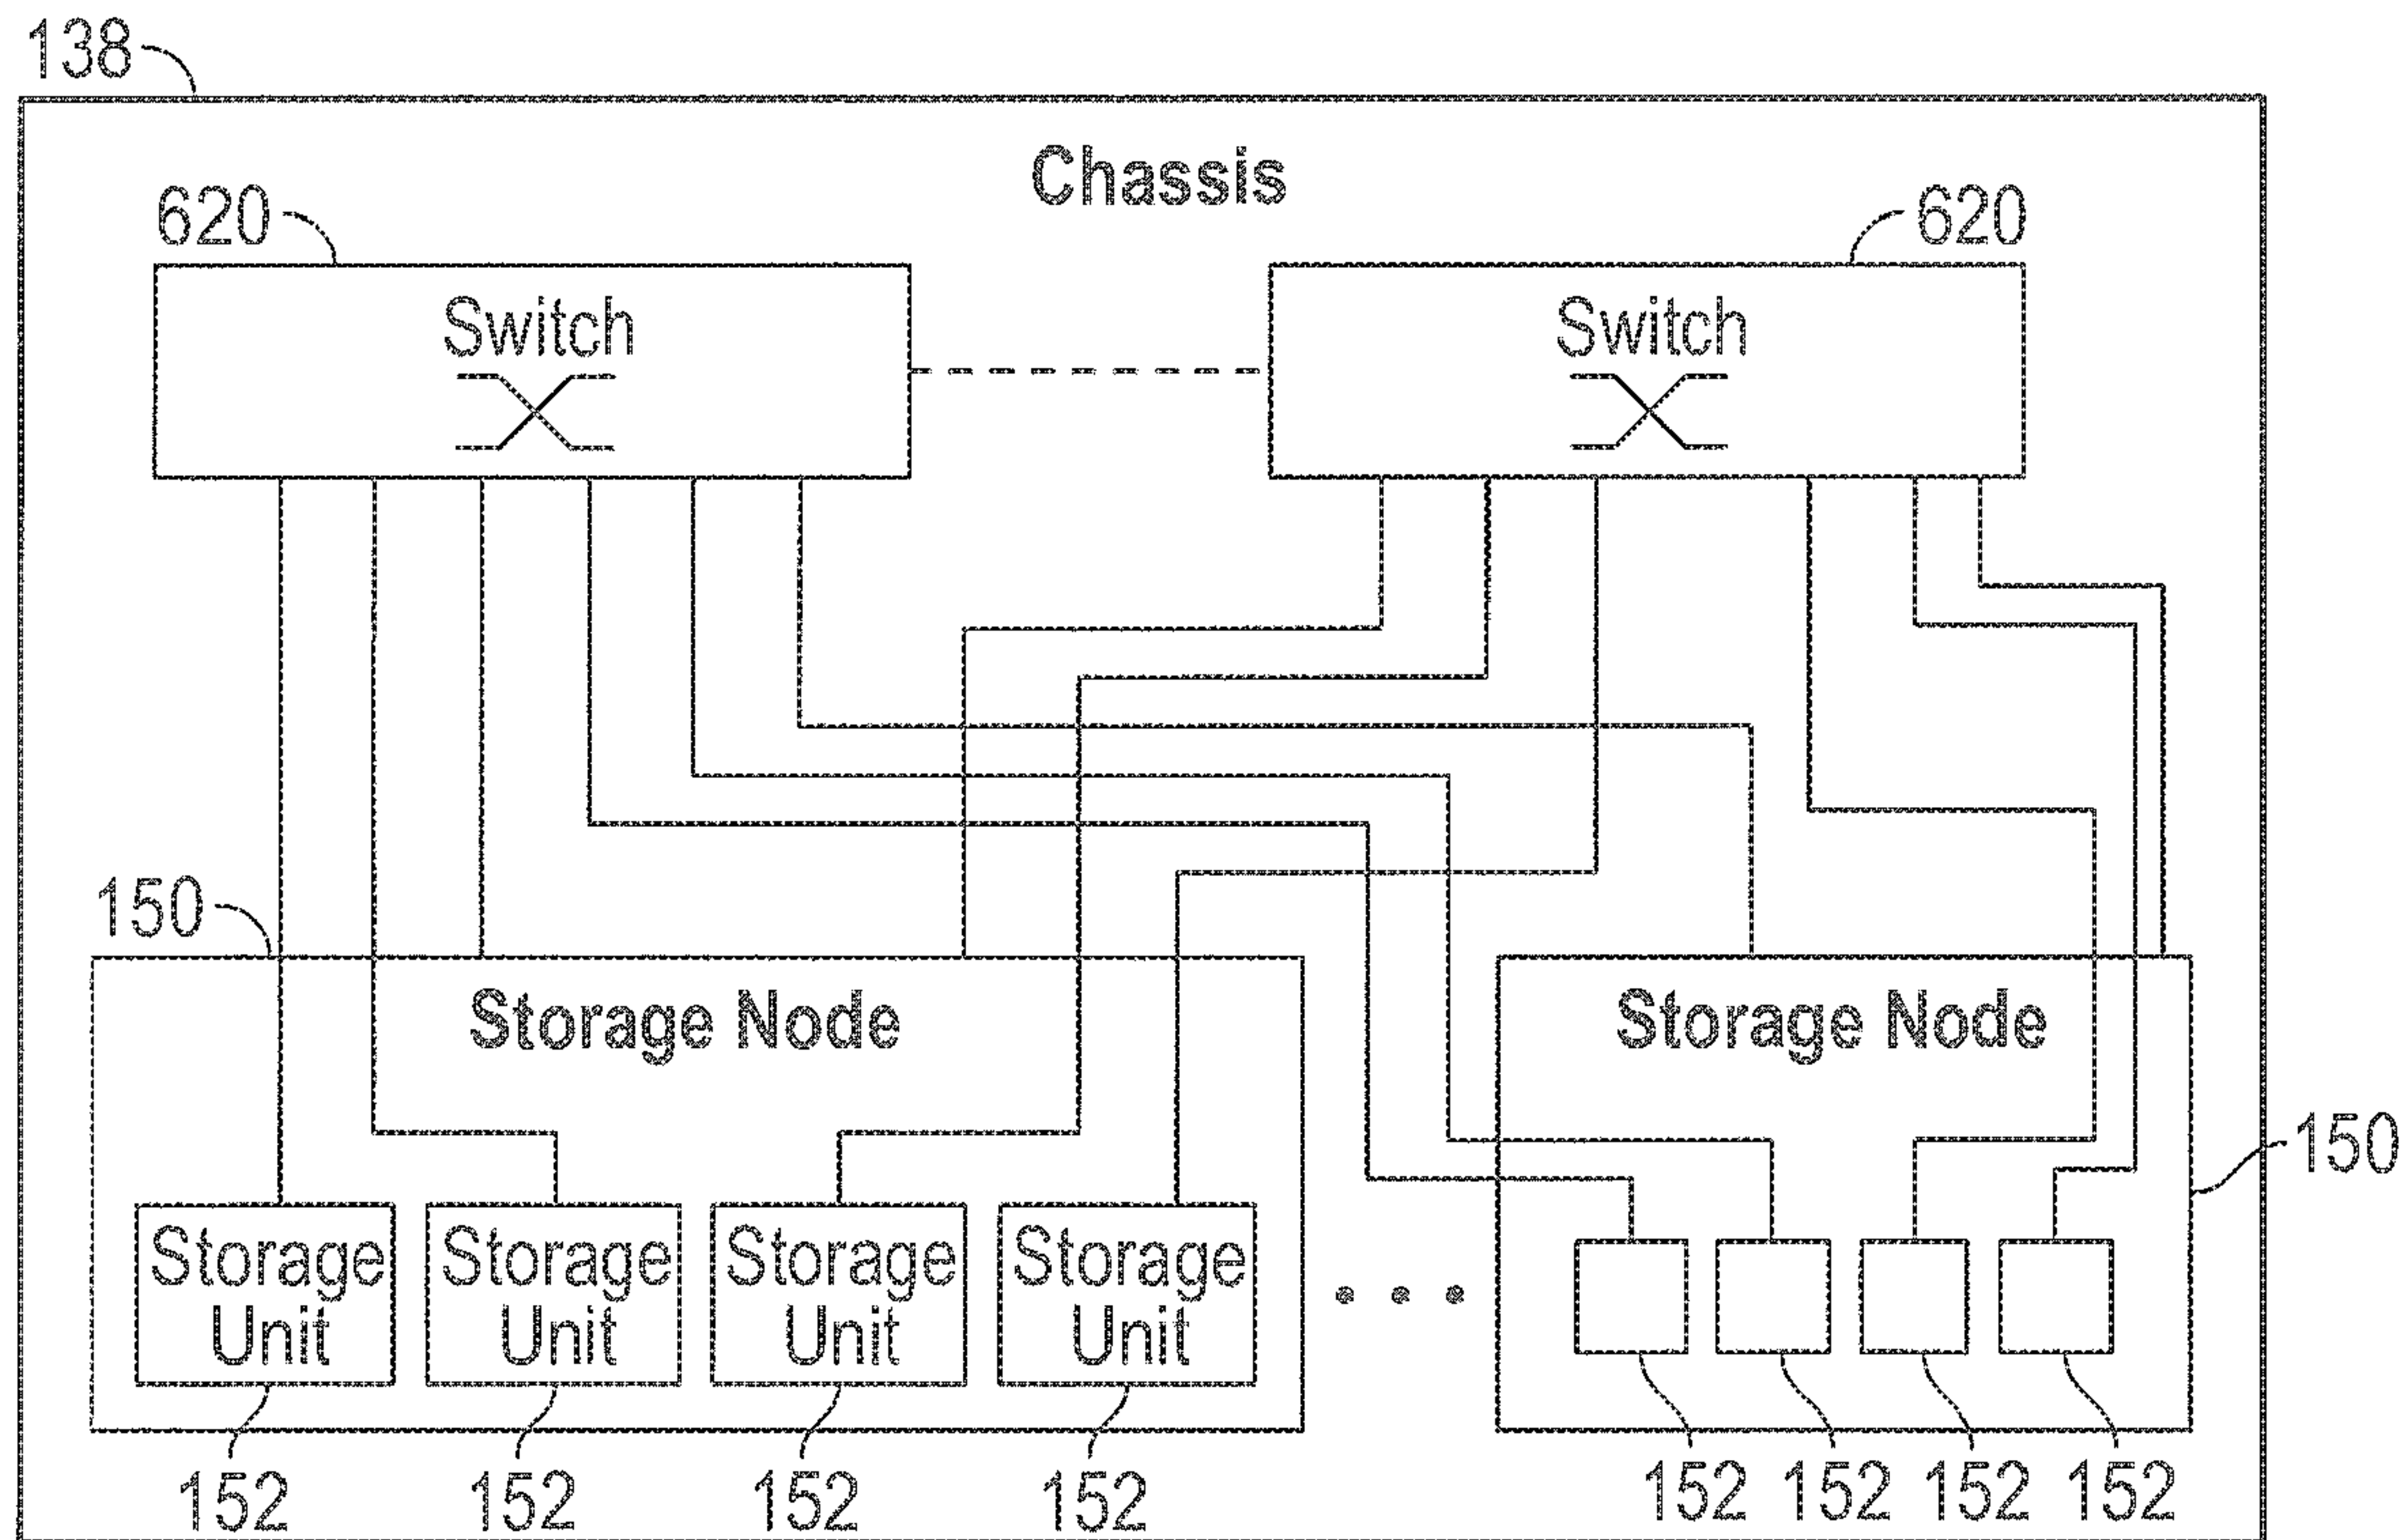 138
Chassis
620
620
Switch
Switch
150
Storage Node
Storage Node
150
Storage
Unit
Storage
Unit
Storage
Unit
Storage
Unit
152
152
152
152
152
152
152
152